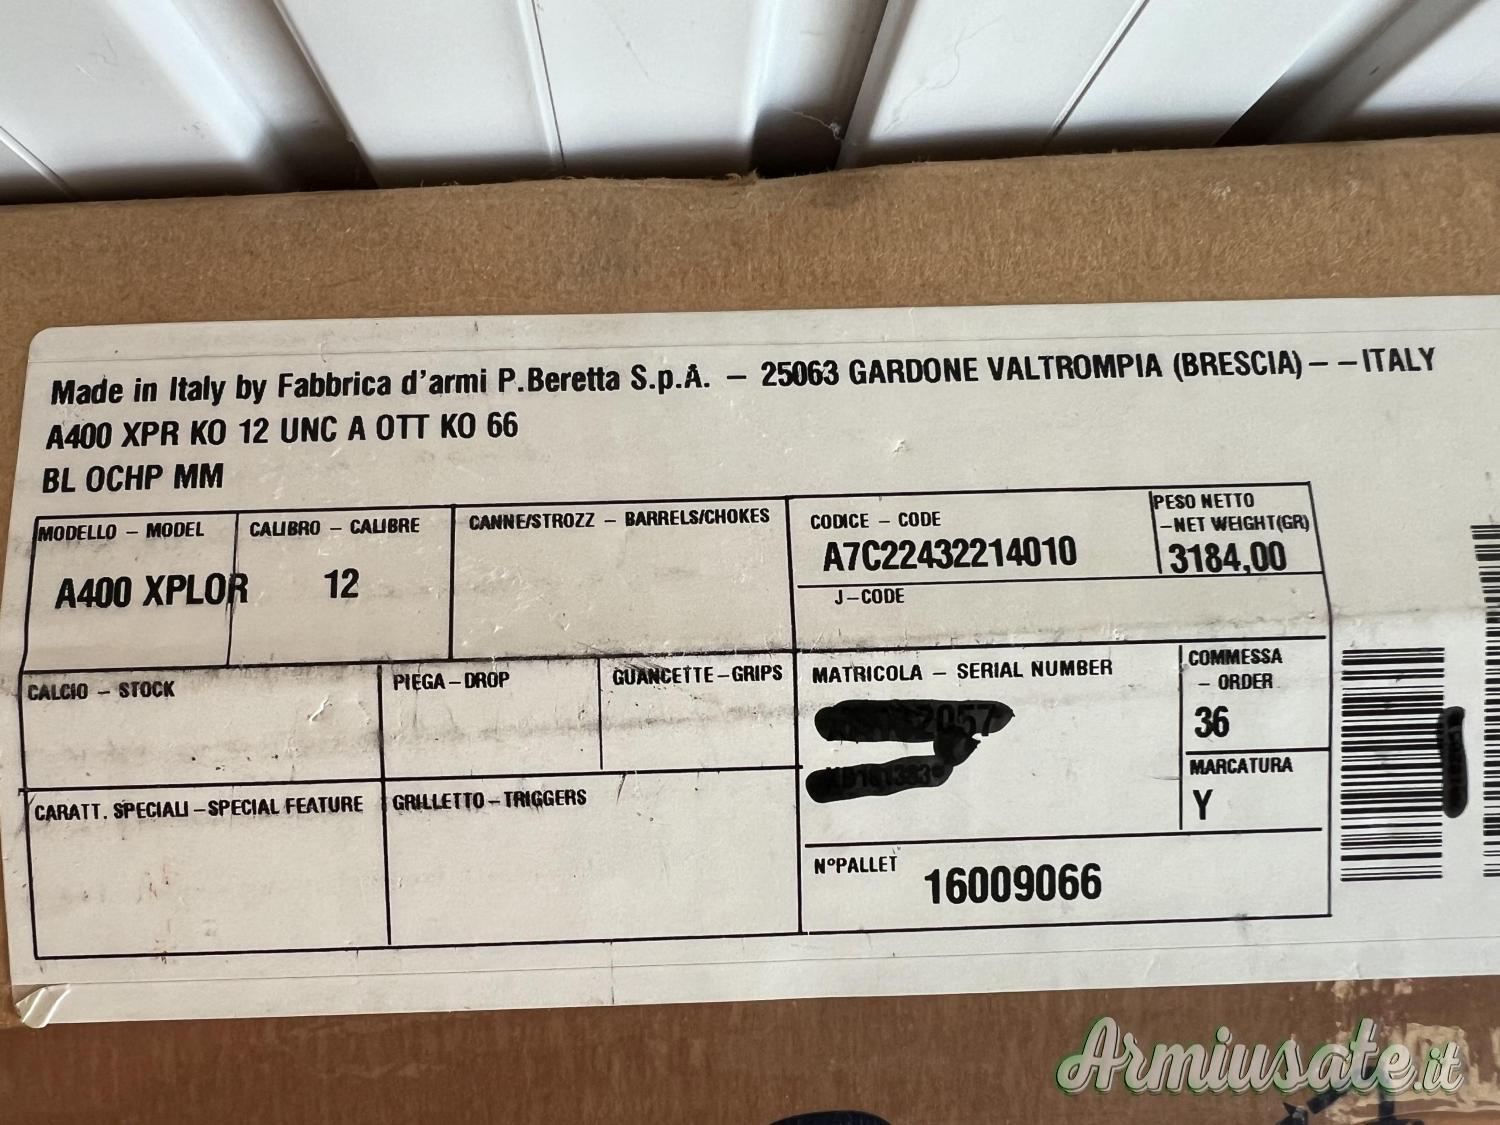 Made in Italy by Fabbrica d'armi P.Beretta S.p.A. – 25063 GARDONE VALTROMPIA (BRESCIA) – – ITALY
A400 XPR KO 12 UNC A OTT KO 66
BL OCHP MM
MODELLO – MODEL
A400 XPLOR
CALIBRO – CALIBRE
12
CANNE/STROZZ – BARRELS/CHOKES
CODICE – CODE
A7C22432214010
PESO NETTO
–NET WEIGHT(GR)
3184,00
J–CODE
CALCIO – STOCK
PIEGA–DROP
GUANCETTE–GRIPS
MATRICOLA – SERIAL NUMBER
COMMESSA
– ORDER
36
MARCATURA
Y
CARATT. SPECIALI –SPECIAL FEATURE
GRILLETTO–TRIGGERS
N°PALLET
16009066
Armiusate.it